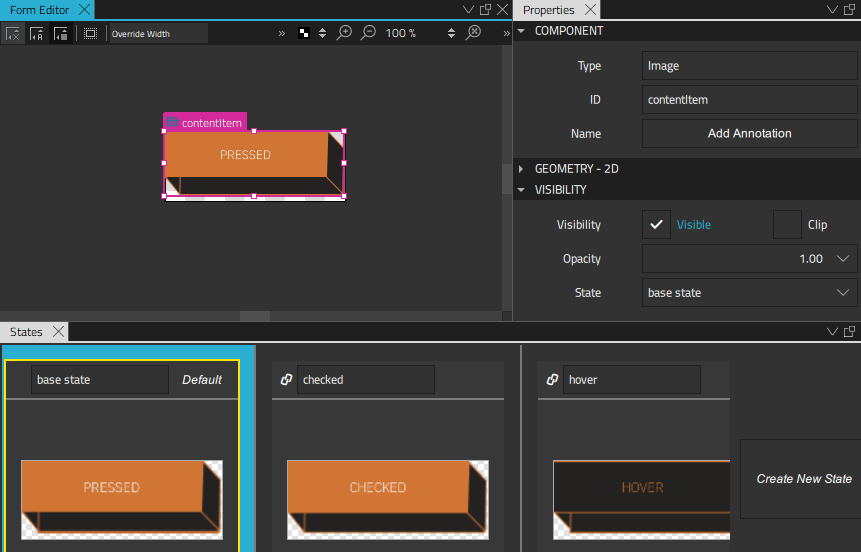 Form Editor
Properties
Override Width
» 100 % »
contentItem
PRESSED
COMPONENT
Type Image
ID contentItem
Name Add Annotation
GEOMETRY - 2D
VISIBILITY
Visibility Visible Clip
Opacity 1.00
State base state
States
base state Default
checked
hover
PRESSED
CHECKED
HOVER
Create New State